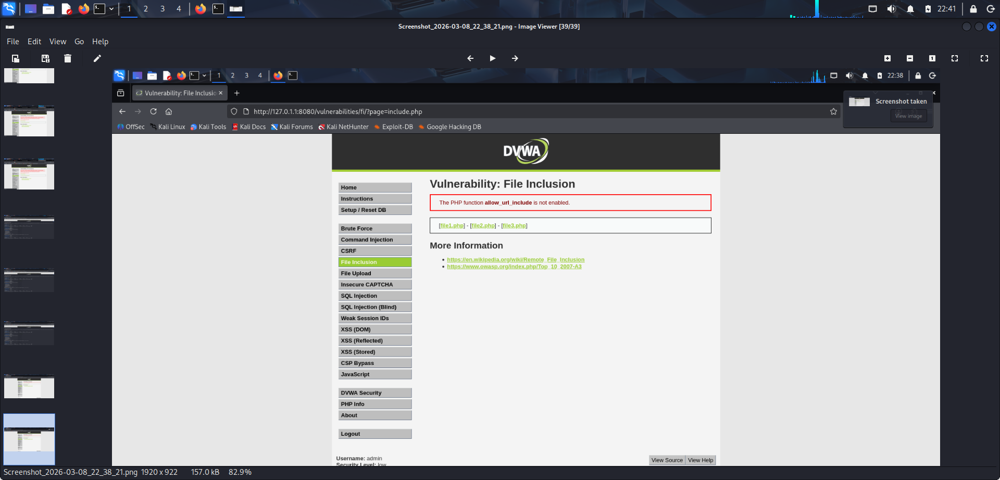 1 2 3 4 22:41
Screenshot_2026-03-08_22_38_21.png - Image Viewer [39/39]
File Edit View Go Help
1 2 3 4 22:38
Vulnerability: File Inclusio
Screenshot taken
View image
http://127.0.1.1:8080/vulnerabilities/fi/?page=include.php
OffSec Kali Linux Kali Tools Kali Docs Kali Forums Kali NetHunter Exploit-DB Google Hacking DB
DVWA
Home
Instructions
Setup / Reset DB
Brute Force
Command Injection
CSRF
File Inclusion
File Upload
Insecure CAPTCHA
SQL Injection
SQL Injection (Blind)
Weak Session IDs
XSS (DOM)
XSS (Reflected)
XSS (Stored)
CSP Bypass
JavaScript
DVWA Security
PHP Info
About
Logout
Vulnerability: File Inclusion
The PHP function allow_url_include is not enabled.
[file1.php] - [file2.php] - [file3.php]
More Information
https://en.wikipedia.org/wiki/Remote_File_Inclusion
https://www.owasp.org/index.php/Top_10_2007-A3
Username: admin
Security Level: low
View Source View Help
Screenshot_2026-03-08_22_38_21.png 1920 x 922 157.0 kB 82.9%